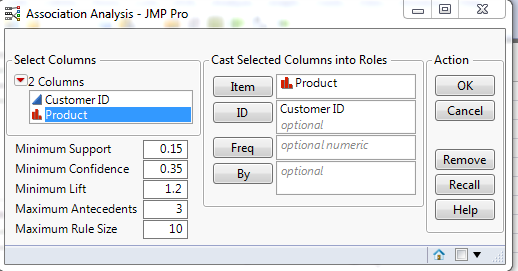 Association Analysis - JMP Pro
Select Columns
2 Columns
Customer ID
Product
Minimum Support 0.15
Minimum Confidence 0.35
Minimum Lift 1.2
Maximum Antecedents 3
Maximum Rule Size 10
Cast Selected Columns into Roles
Item Product
ID Customer ID
optional
Freq optional numeric
By optional
Action
OK
Cancel
Remove
Recall
Help